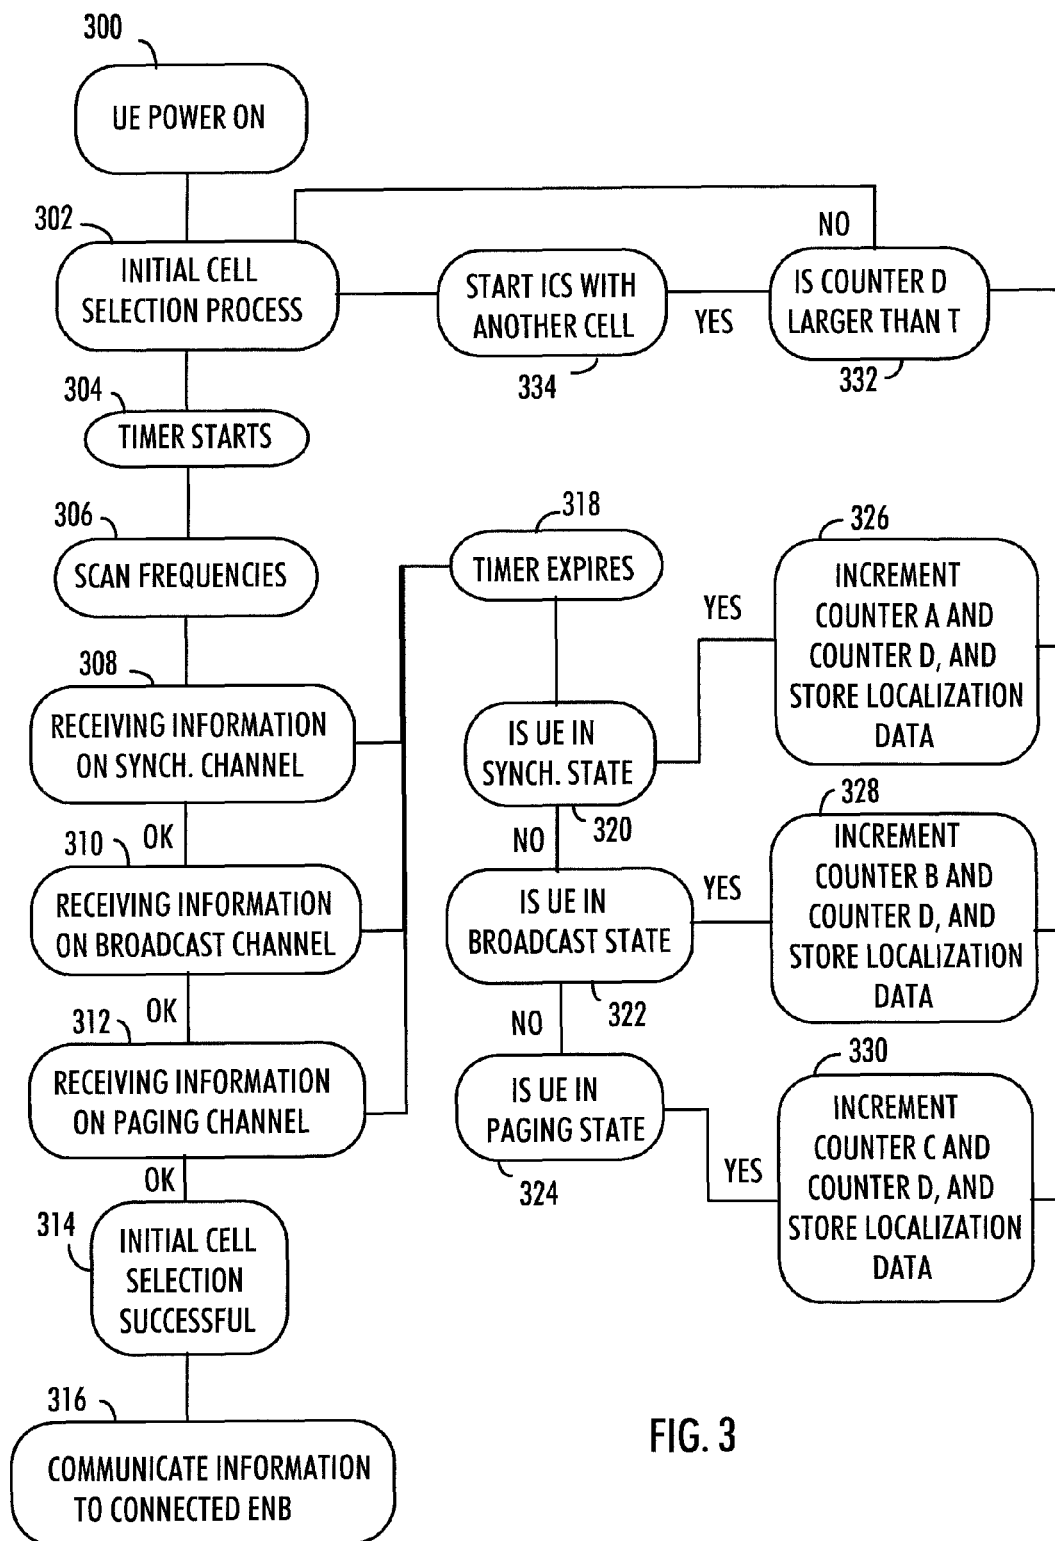 300
UE POWER ON
302
INITIAL CELL
SELECTION PROCESS
START ICS WITH
ANOTHER CELL
334
YES
NO
IS COUNTER D
LARGER THAN T
332
304
TIMER STARTS
306
SCAN FREQUENCIES
308
RECEIVING INFORMATION
ON SYNCH. CHANNEL
OK
310
RECEIVING INFORMATION
ON BROADCAST CHANNEL
OK
312
RECEIVING INFORMATION
ON PAGING CHANNEL
OK
314
INITIAL CELL
SELECTION
SUCCESSFUL
316
COMMUNICATE INFORMATION
TO CONNECTED ENB
318
TIMER EXPIRES
IS UE IN
SYNCH. STATE
320
YES
NO
326
INCREMENT
COUNTER A AND
COUNTER D, AND
STORE LOCALIZATION
DATA
IS UE IN
BROADCAST STATE
322
YES
NO
328
INCREMENT
COUNTER B AND
COUNTER D, AND
STORE LOCALIZATION
DATA
IS UE IN
PAGING STATE
324
YES
330
INCREMENT
COUNTER C AND
COUNTER D, AND
STORE LOCALIZATION
DATA
FIG. 3